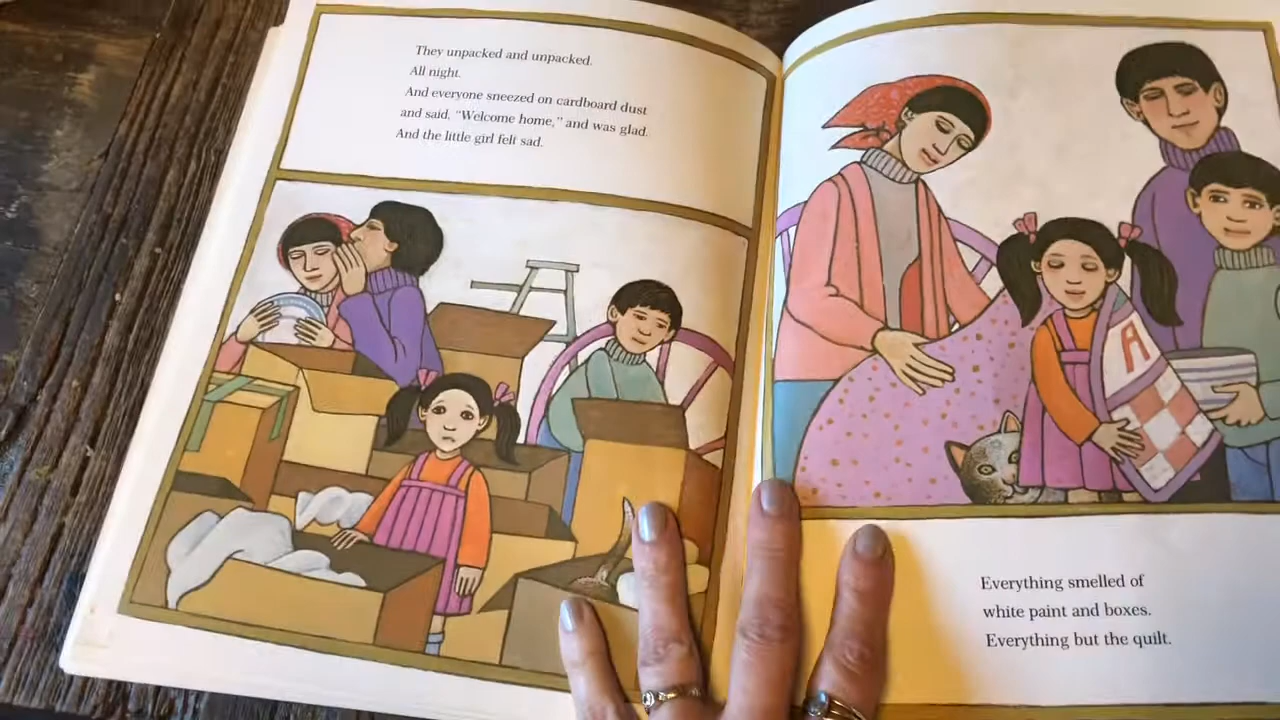 They unpacked and unpacked.
All night.
And everyone sneezed on cardboard dust
and said, “Welcome home,” and was glad.
And the little girl felt sad.
A
Everything smelled of
white paint and boxes.
Everything but the quilt.